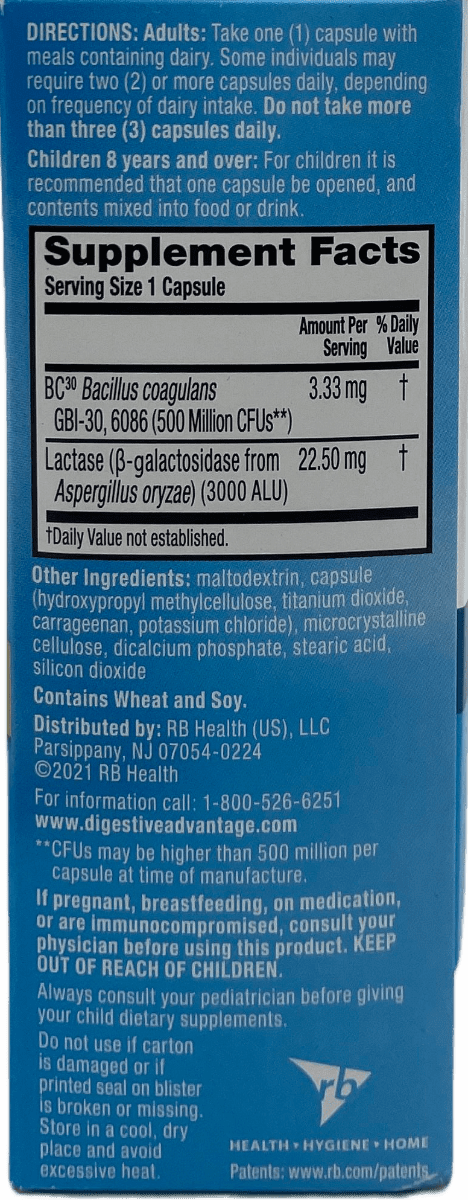 DIRECTIONS: Adults: Take one (1) capsule with
meals containing dairy. Some individuals may
require two (2) or more capsules daily, depending
on frequency of dairy intake. Do not take more
than three (3) capsules daily.
Children 8 years and over: For children it is
recommended that one capsule be opened, and
contents mixed into food or drink.
Supplement Facts
Serving Size 1 Capsule
Amount Per % Daily
Serving Value
BC³⁰ Bacillus coagulans 3.33 mg †
GBI-30, 6086 (500 Million CFUs**)
Lactase (β-galactosidase from 22.50 mg †
Aspergillus oryzae) (3000 ALU)
†Daily Value not established.
Other Ingredients: maltodextrin, capsule
(hydroxypropyl methylcellulose, titanium dioxide,
carrageenan, potassium chloride), microcrystalline
cellulose, dicalcium phosphate, stearic acid,
silicon dioxide
Contains Wheat and Soy.
Distributed by: RB Health (US), LLC
Parsippany, NJ 07054-0224
©2021 RB Health
For information call: 1-800-526-6251
www.digestiveadvantage.com
**CFUs may be higher than 500 million per
capsule at time of manufacture.
If pregnant, breastfeeding, on medication,
or are immunocompromised, consult your
physician before using this product. KEEP
OUT OF REACH OF CHILDREN.
Always consult your pediatrician before giving
your child dietary supplements.
Do not use if carton
is damaged or if
printed seal on blister
is broken or missing.
Store in a cool, dry
place and avoid
excessive heat.
rb
HEALTH • HYGIENE • HOME
Patents: www.rb.com/patents